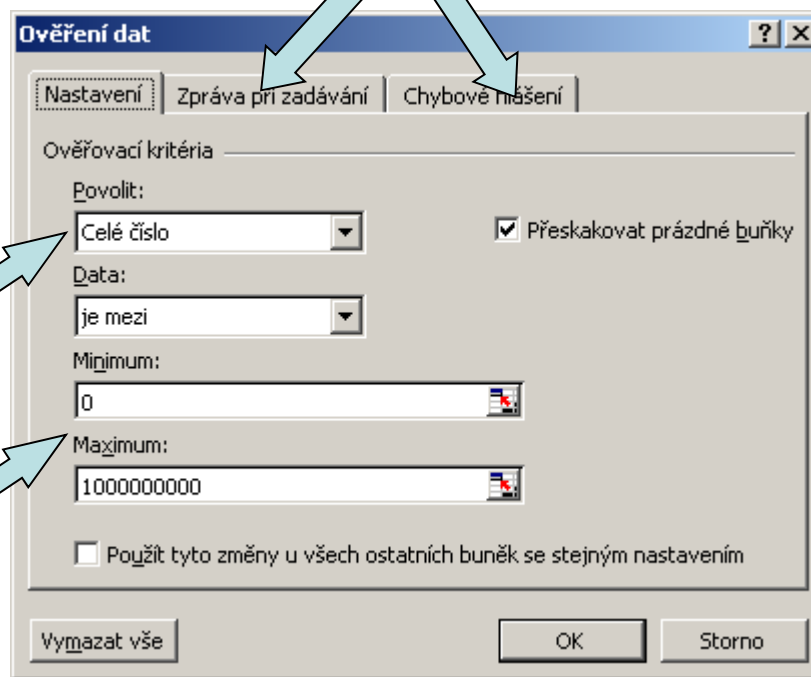 Ověření dat
Nastavení Zpráva při zadávání Chybové hlášení
Ověřovací kritéria
Povolit:
Celé číslo Přeskakovat prázdné buňky
Data:
je mezi
Minimum:
0
Maximum:
1000000000
Použít tyto změny u všech ostatních buněk se stejným nastavením
Vymazat vše OK Storno